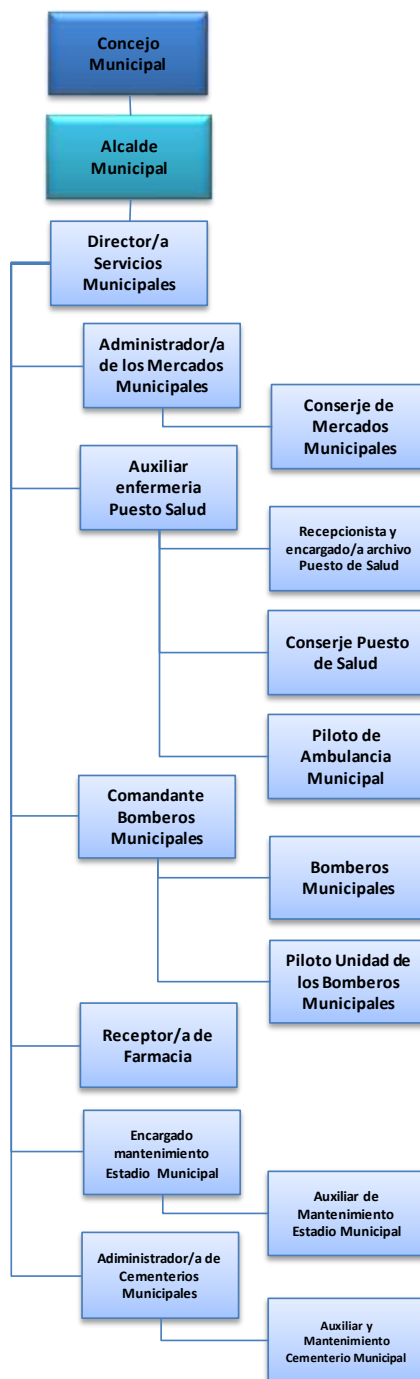 Concejo
Municipal
Alcalde
Municipal
Director/a
Servicios
Municipales
Administrador/a
de los Mercados
Municipales
Conserje de
Mercados
Municipales
Auxiliar
enfermeria
Puesto Salud
Recepcionista y
encargado/a archivo
Puesto de Salud
Conserje Puesto
de Salud
Piloto de
Ambulancia
Municipal
Comandante
Bomberos
Municipales
Bomberos
Municipales
Piloto Unidad de
los Bomberos
Municipales
Receptor/a de
Farmacia
Encargado
mantenimiento
Estadio Municipal
Auxiliar de
Mantenimiento
Estadio Municipal
Adiministrador/a de
Cementerios
Municipales
Auxiliar y
Mantenimiento
Cementerio Municipal